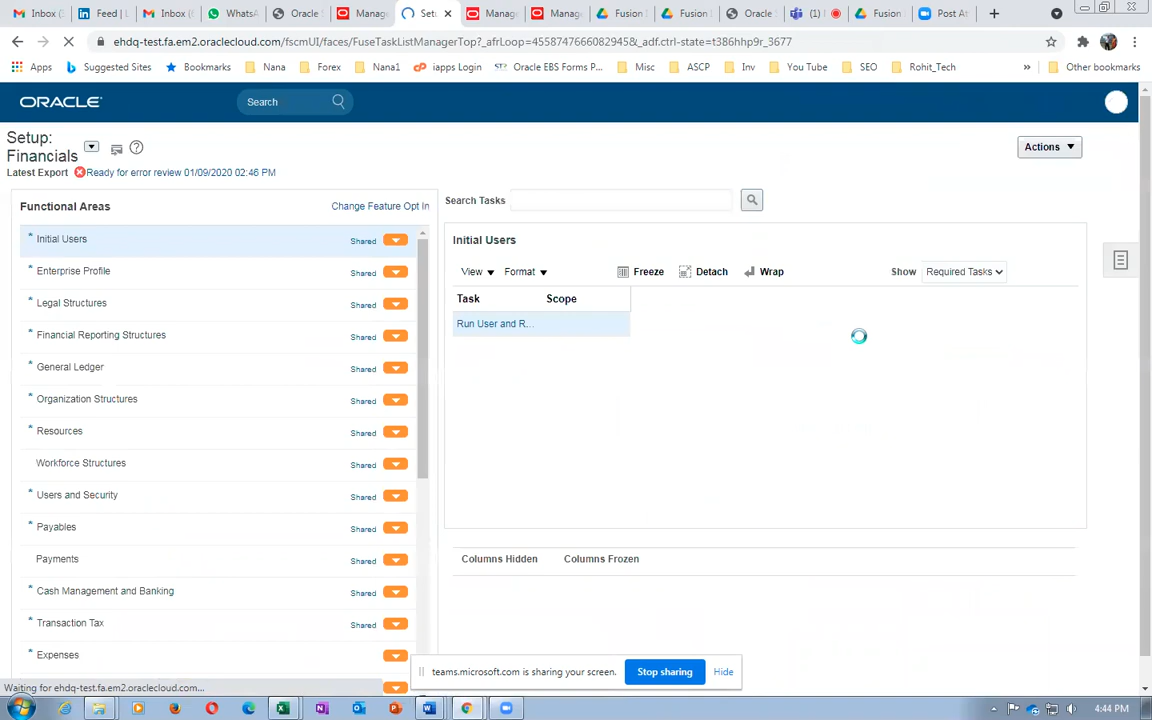 Inbox (
Feed | L
Inbox (6
WhatsA
Oracle
Manage
Setu
Manag
Manag
Fusion
Fusion
Oracle
(1)
Fusion
Post At
ehdq-test.fa.em2.oraclecloud.com/fscmUI/faces/FuseTaskListManagerTop?_afrLoop=4558747666082945&_adf.ctrl-state=t386hhp9r_3677
Apps
Suggested Sites
Bookmarks
Nana
Forex
Nana1
iapps Login
Oracle EBS Forms P...
Misc
ASCP
Inv
You Tube
SEO
Rohit_Tech
»
Other bookmarks
ORACLE
Search
Setup:
Financials
Actions
Latest Export Ready for error review 01/09/2020 02:46 PM
Functional Areas
Change Feature Opt In
Search Tasks
* Initial Users Shared
* Enterprise Profile Shared
* Legal Structures Shared
* Financial Reporting Structures Shared
* General Ledger Shared
* Organization Structures Shared
* Resources Shared
Workforce Structures Shared
* Users and Security Shared
* Payables Shared
Payments Shared
* Cash Management and Banking Shared
* Transaction Tax Shared
* Expenses
Initial Users
View Format Freeze Detach Wrap Show Required Tasks
Task Scope
Run User and R...
Columns Hidden Columns Frozen
teams.microsoft.com is sharing your screen. Stop sharing Hide
Waiting for ehdq-test.fa.em2.oraclecloud.com...
4:44 PM